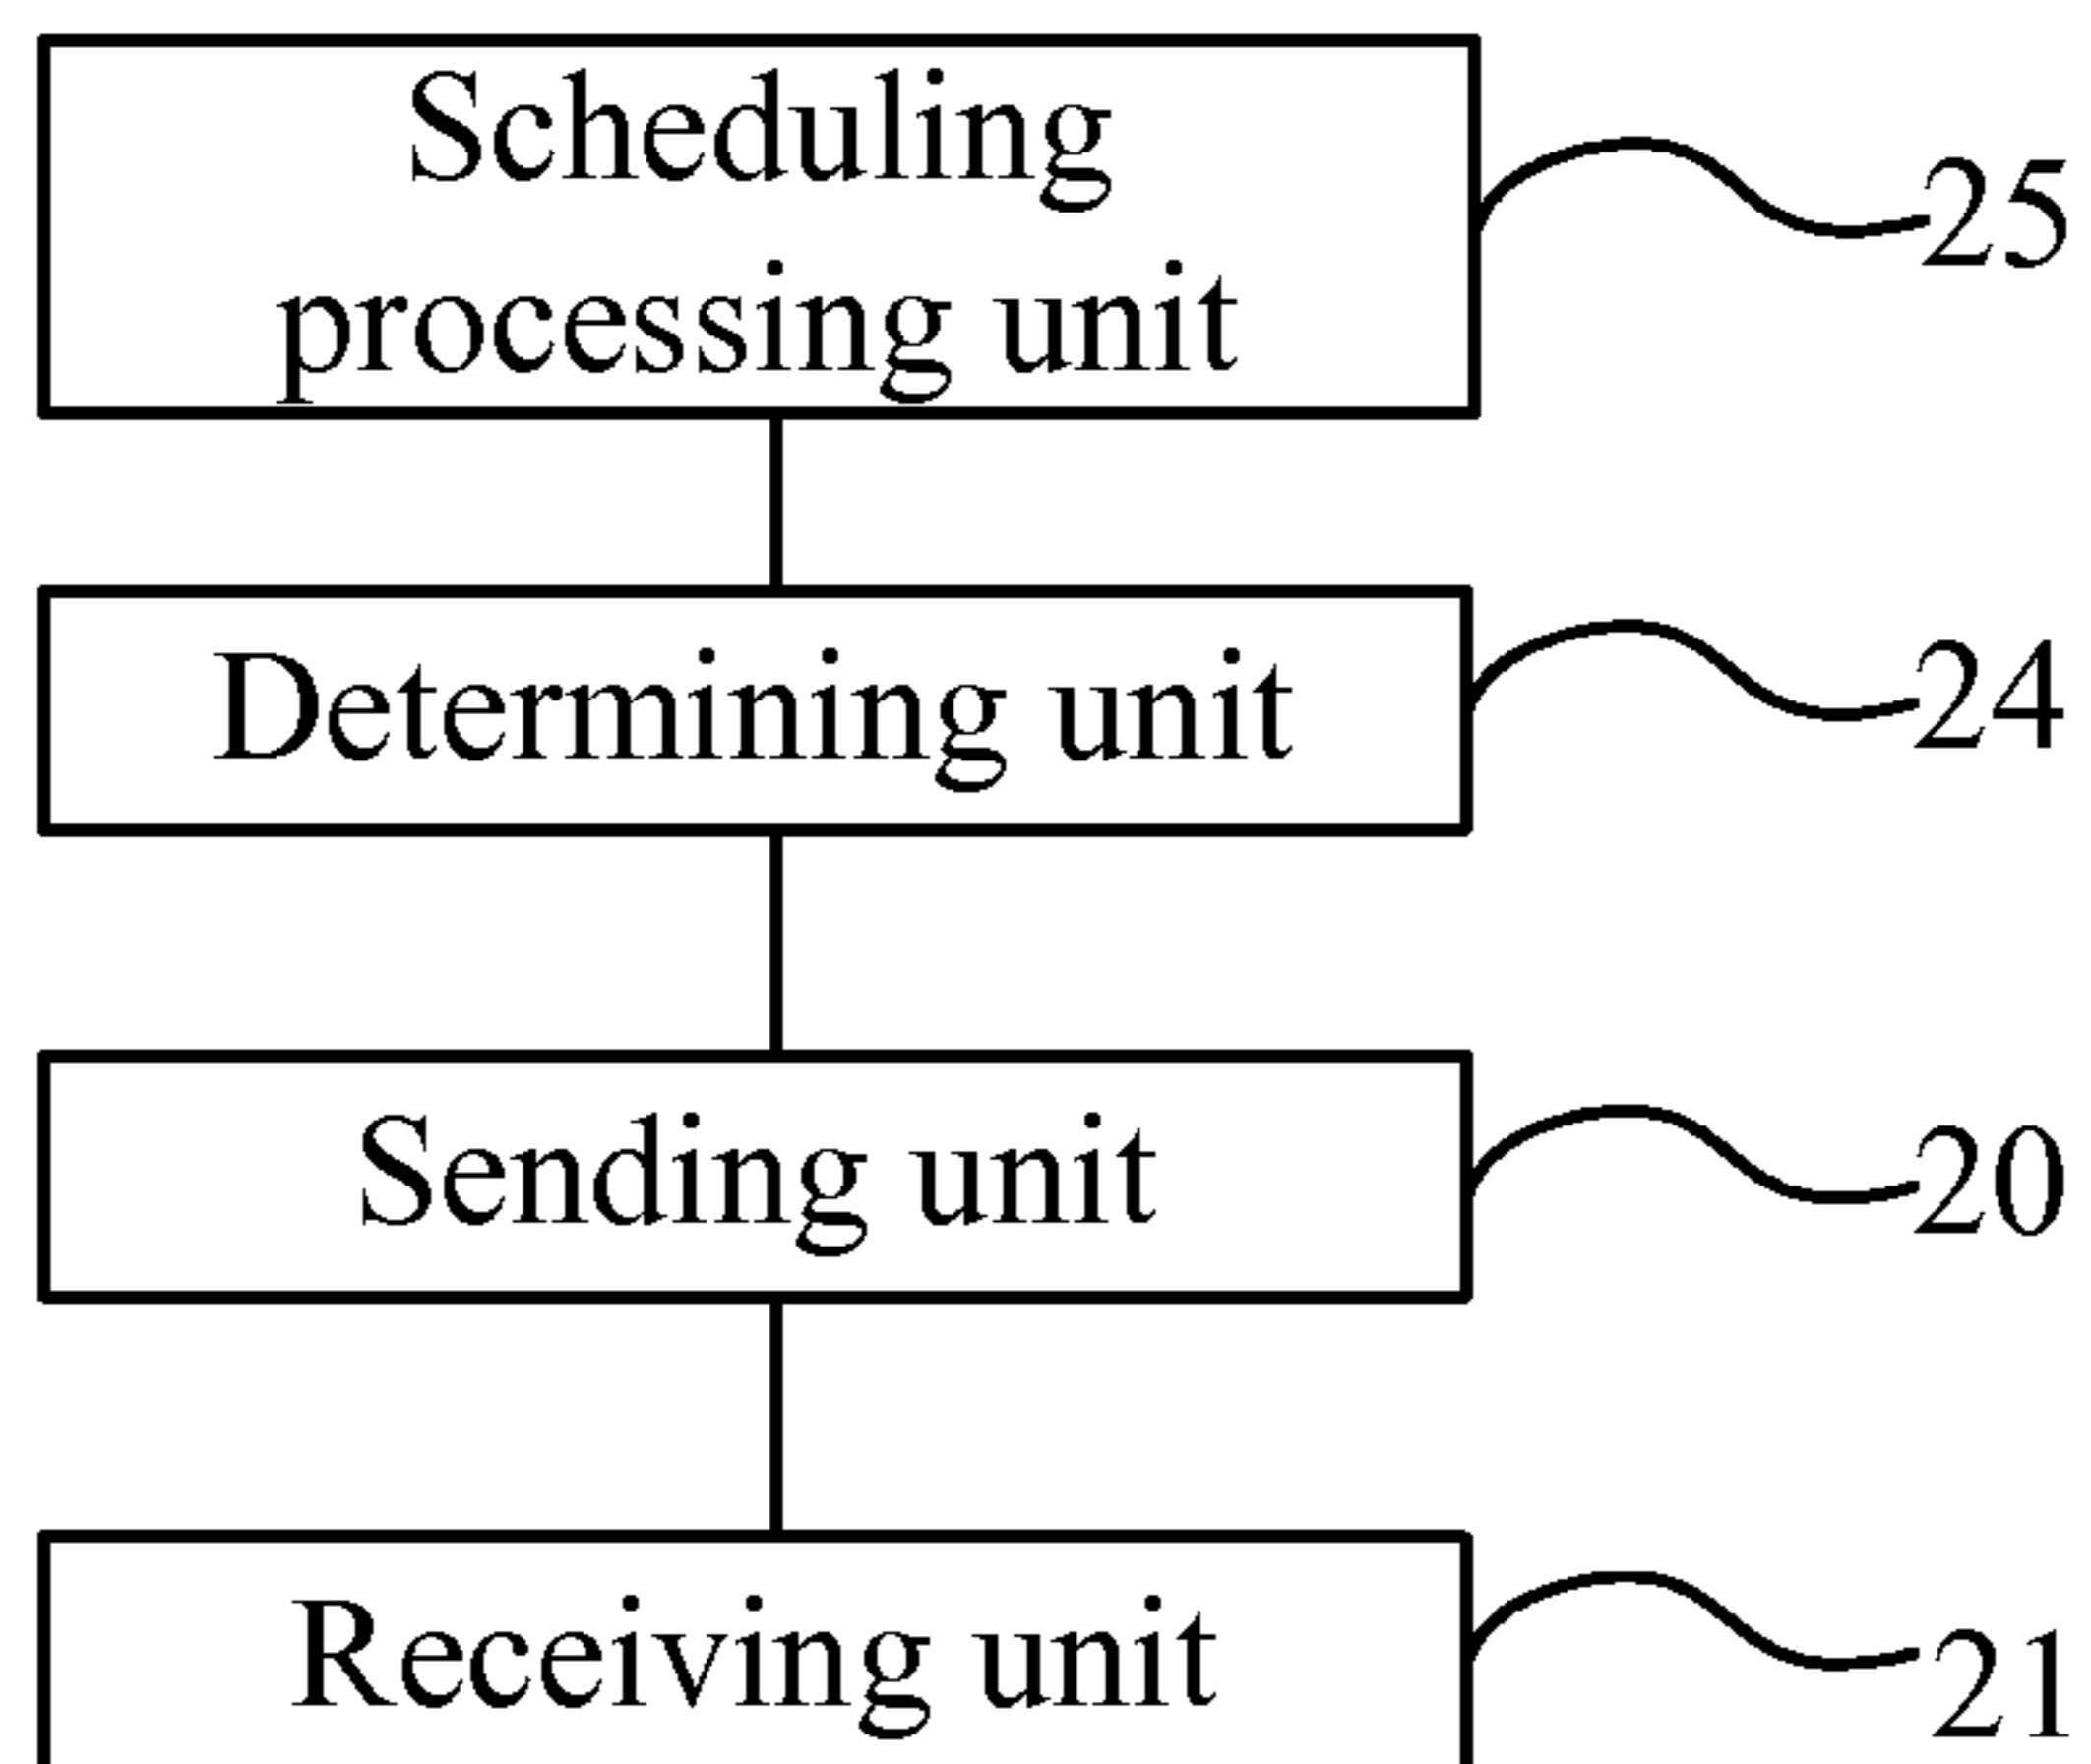 Scheduling
processing unit
25
Determining unit
24
Sending unit
20
Receiving unit
21